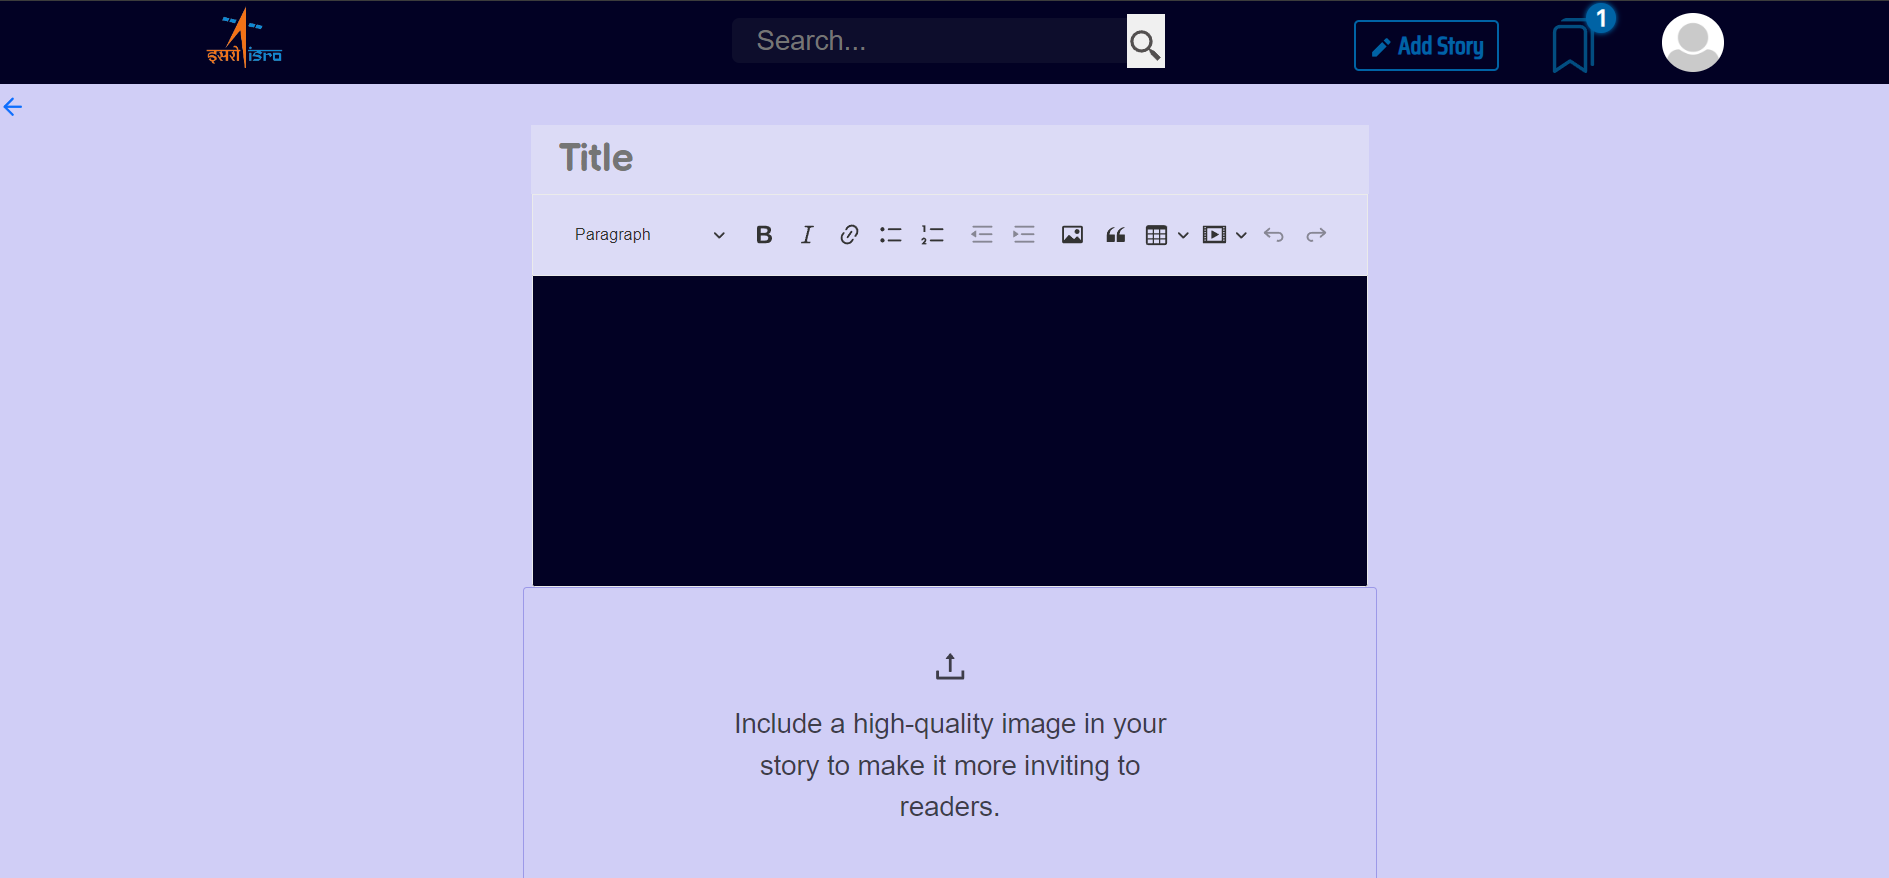 इसरो isro
Search...
Add Story
1
Title
Paragraph
Include a high-quality image in your
story to make it more inviting to
readers.